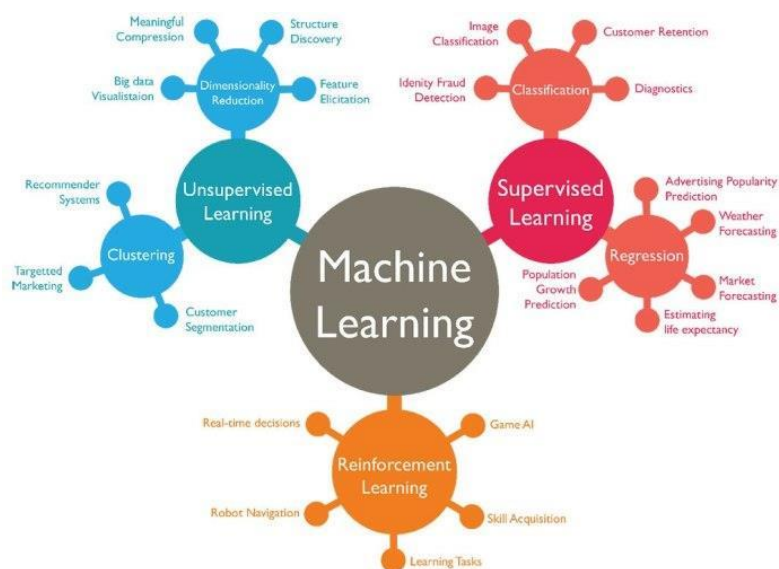 Meaningful
Compression
Structure
Discovery
Big data
Visualistaion
Dimensionality
Reduction
Feature
Elicitation
Recommender
Systems
Unsupervised
Learning
Clustering
Targetted
Marketing
Customer
Segmentation
Machine
Learning
Image
Classification
Customer Retention
Idenity Fraud
Detection
Classification
Diagnostics
Supervised
Learning
Advertising Popularity
Prediction
Weather
Forecasting
Regression
Population
Growth
Prediction
Market
Forecasting
Estimating
life expectancy
Real-time decisions
Game AI
Reinforcement
Learning
Robot Navigation
Skill Acquisition
Learning Tasks